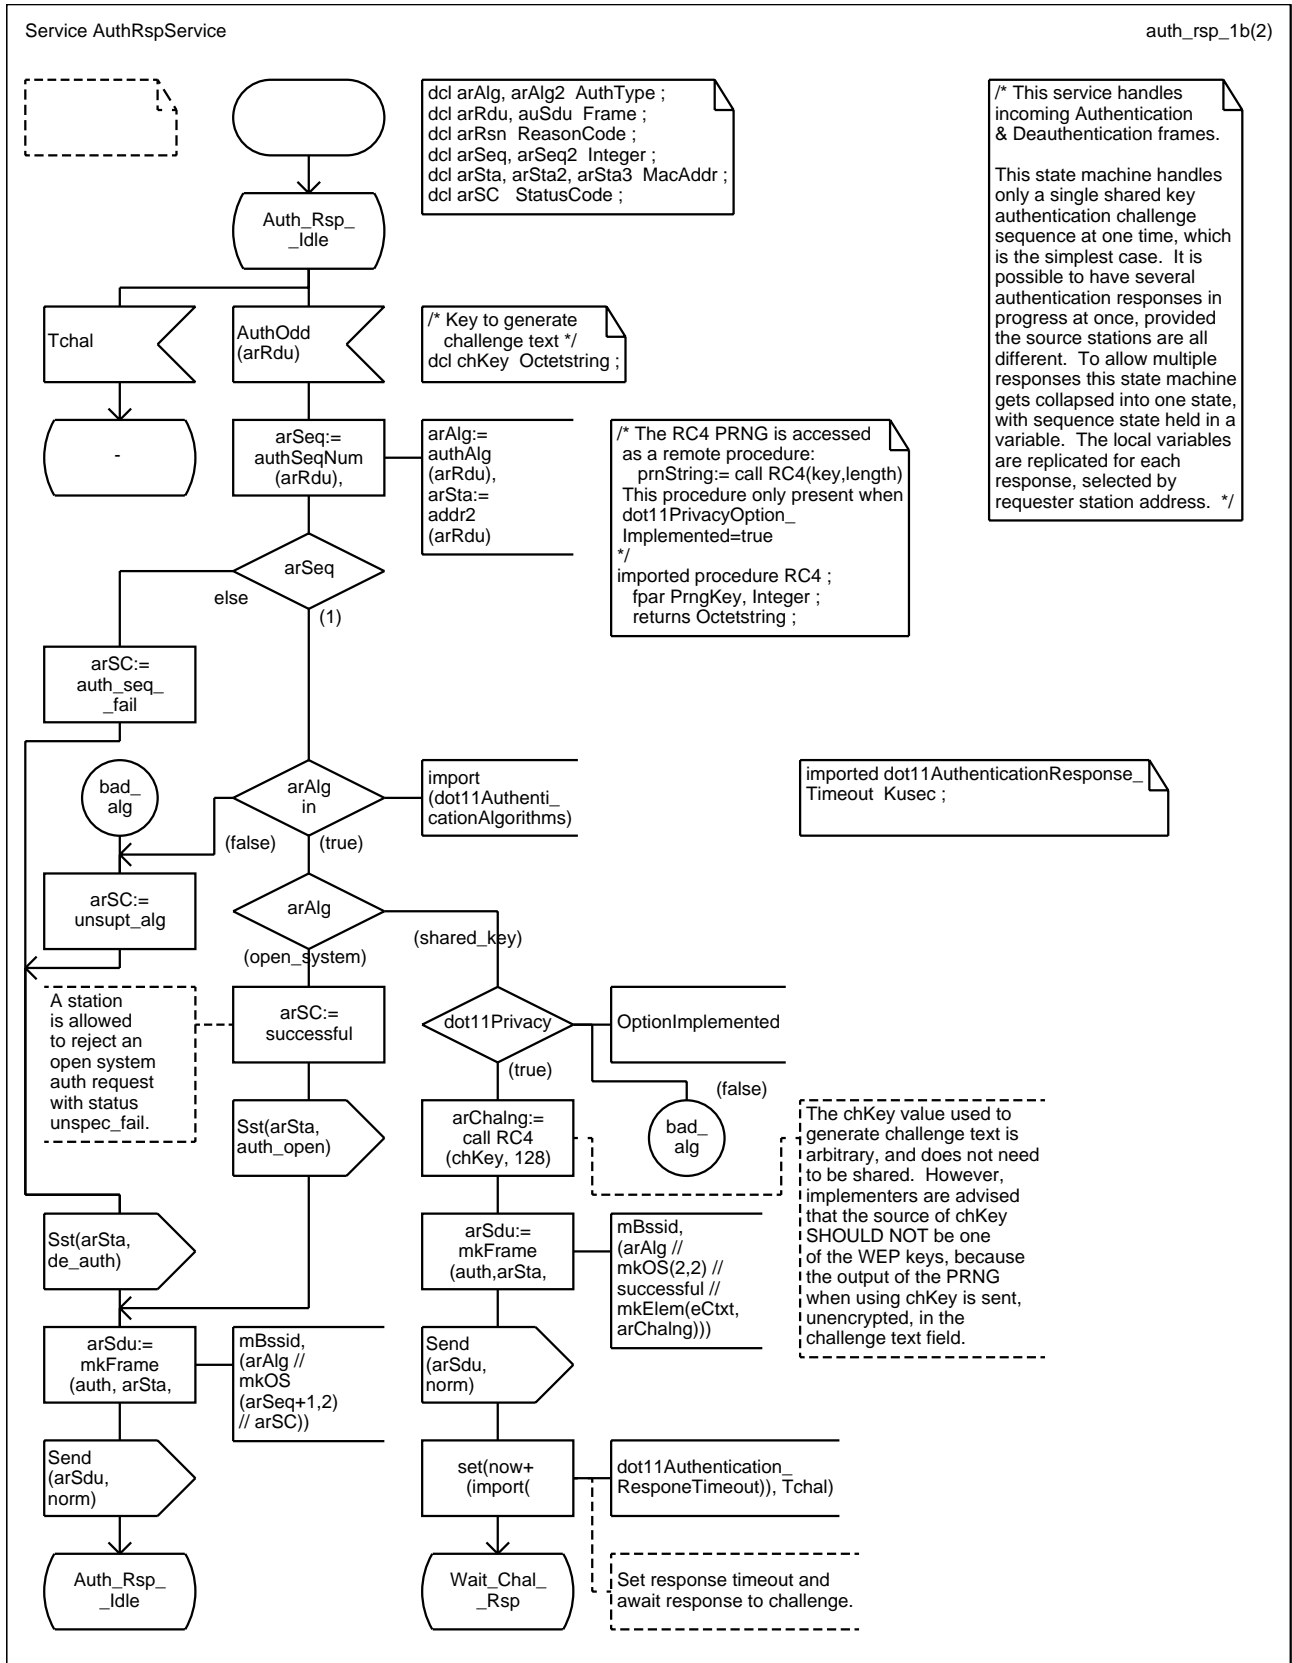 Service AuthRspService
auth_rsp_1b(2)
dcl arAlg, arAlg2 AuthType ;
dcl arRdu, auSdu Frame ;
dcl arRsn ReasonCode ;
dcl arSeq, arSeq2 Integer ;
dcl arSta, arSta2, arSta3 MacAddr ;
dcl arSC StatusCode ;
/* This service handles
incoming Authentication
& Deauthentication frames.
This state machine handles
only a single shared key
authentication challenge
sequence at one time, which
is the simplest case. It is
possible to have several
authentication responses in
progress at once, provided
the source stations are all
different. To allow multiple
responses this state machine
gets collapsed into one state,
with sequence state held in a
variable. The local variables
are replicated for each
response, selected by
requester station address. */
Auth_Rsp_
_Idle
Tchal
AuthOdd
(arRdu)
/* Key to generate
challenge text */
dcl chKey Octetstring ;
-
arSeq:=
authSeqNum
(arRdu),
arAlg:=
authAlg
(arRdu),
arSta:=
addr2
(arRdu)
/* The RC4 PRNG is accessed
as a remote procedure:
prnString:= call RC4(key,length)
This procedure only present when
dot11PrivacyOption_
Implemented=true
*/
imported procedure RC4 ;
fpar PrngKey, Integer ;
returns Octetstring ;
arSeq
else
(1)
arSC:=
auth_seq_
_fail
bad_
alg
arAlg
in
import
(dot11Authenti_
cationAlgorithms)
imported dot11AuthenticationResponse_
Timeout Kusec ;
(false)
(true)
arSC:=
unsupt_alg
arAlg
(shared_key)
(open_system)
A station
is allowed
to reject an
open system
auth request
with status
unspec_fail.
arSC:=
successful
dot11Privacy
OptionImplemented
(true)
(false)
Sst(arSta,
auth_open)
arChalng:=
call RC4
(chKey, 128)
bad_
alg
The chKey value used to
generate challenge text is
arbitrary, and does not need
to be shared. However,
implementers are advised
that the source of chKey
SHOULD NOT be one
of the WEP keys, because
the output of the PRNG
when using chKey is sent,
unencrypted, in the
challenge text field.
Sst(arSta,
de_auth)
arSdu:=
mkFrame
(auth,arSta,
mBssid,
(arAlg //
mkOS(2,2) //
successful //
mkElem(eCtxt,
arChalng)))
arSdu:=
mkFrame
(auth, arSta,
mBssid,
(arAlg //
mkOS
(arSeq+1,2)
// arSC))
Send
(arSdu,
norm)
Send
(arSdu,
norm)
set(now+
(import(
dot11Authentication_
ResponeTimeout)), Tchal)
Auth_Rsp_
_Idle
Wait_Chal_
_Rsp
Set response timeout and
await response to challenge.